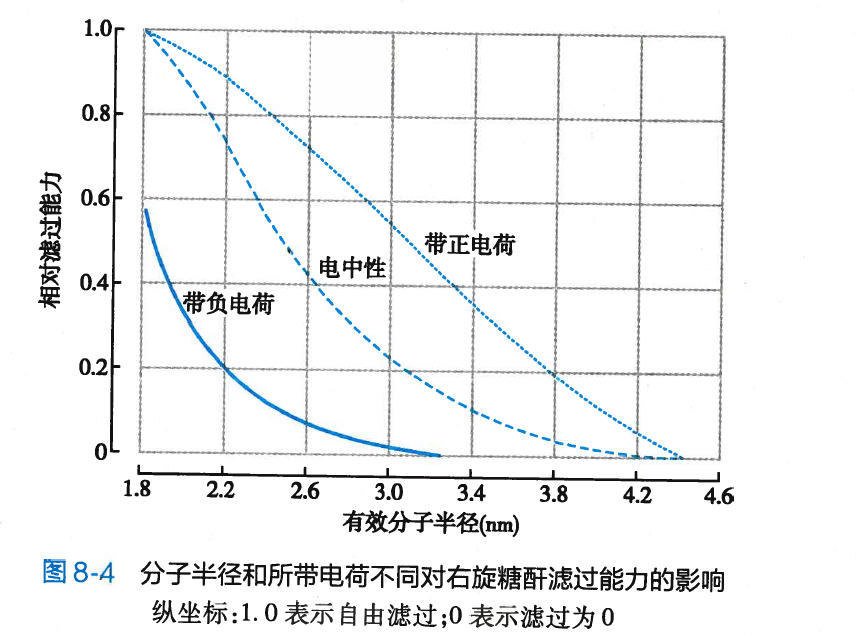 1.0
0.8
0.6
0.4
0.2
0
相对滤过能力
带正电荷
电中性
带负电荷
1.8 2.2 2.6 3.0 3.4 3.8 4.2 4.6
有效分子半径(nm)
图8-4 分子半径和所带电荷不同对右旋糖酐滤过能力的影响
纵坐标:1.0表示自由滤过;0表示滤过为0